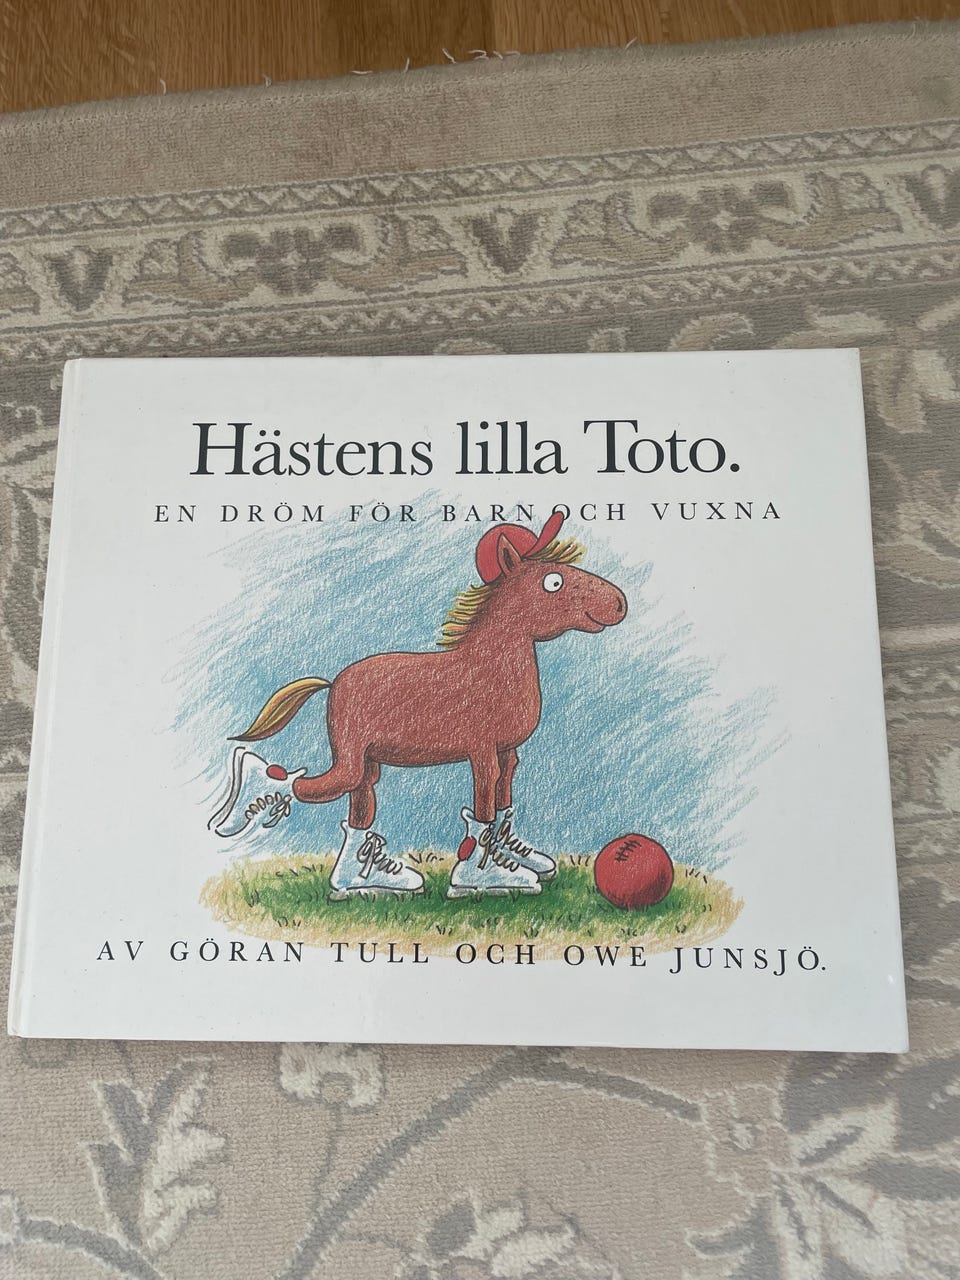 Hästens lilla Toto.
EN DRÖM FÖR BARN OCH VUXNA
AV GÖRAN TULL OCH OWE JUNSJÖ.